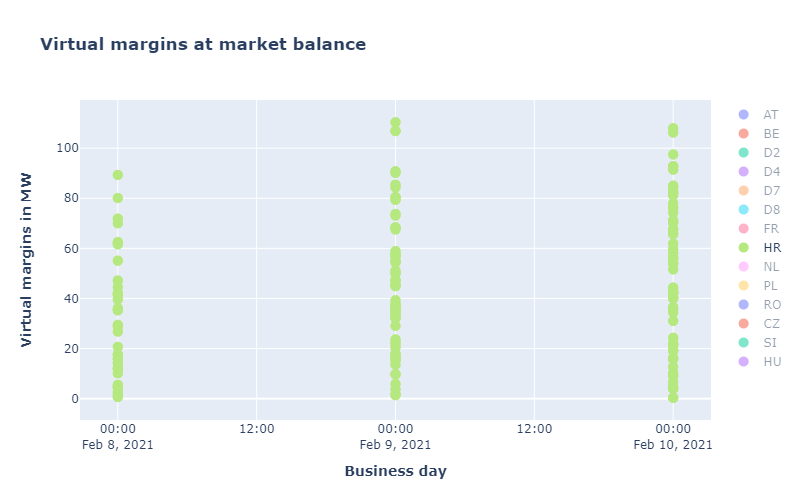 Virtual margins at market balance
Virtual margins in MW
100
80
60
40
20
0
00:00
Feb 8, 2021
12:00
00:00
Feb 9, 2021
12:00
00:00
Feb 10, 2021
Business day
AT
BE
D2
D4
D7
D8
FR
HR
NL
PL
RO
CZ
SI
HU